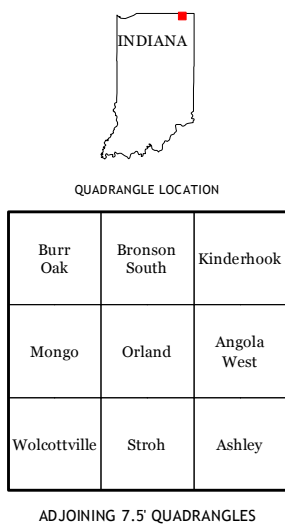 INDIANA
QUADRANGLE LOCATION
Burr
Oak
Bronson
South
Kinderhook
Mongo
Orland
Angola
West
Wolcottville
Stroh
Ashley
ADJOINING 7.5' QUADRANGLES